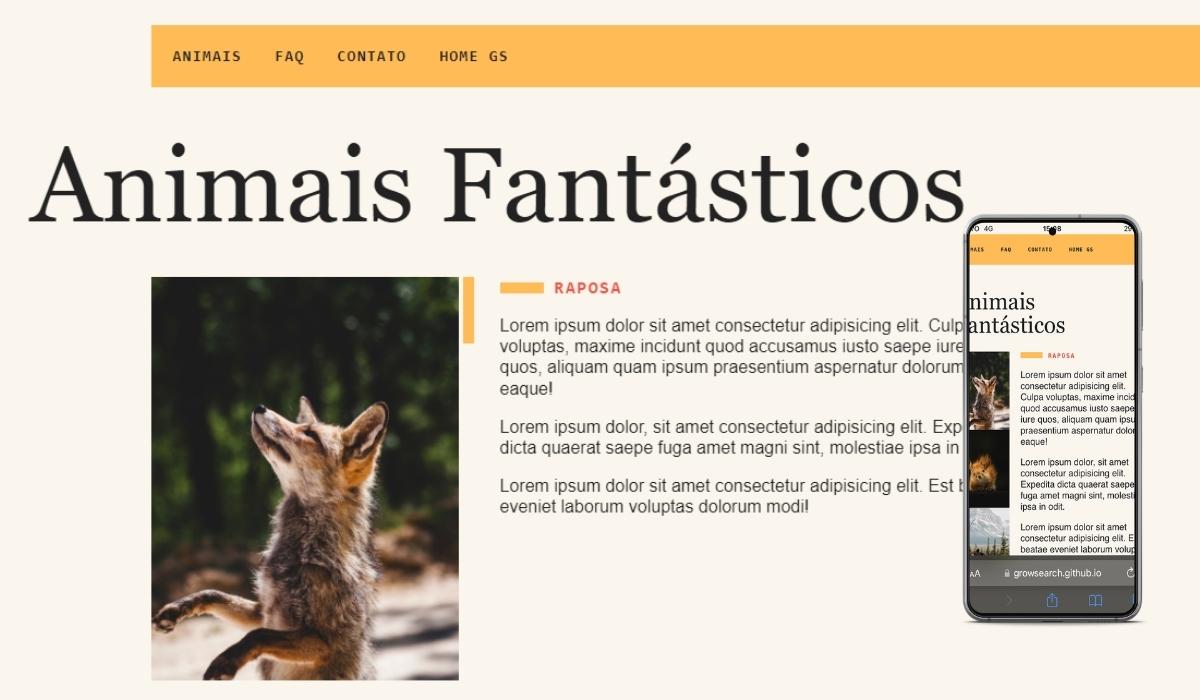 ANIMAIS FAQ CONTATO HOME GS
Animais Fantásticos
RAPOSA
Lorem ipsum dolor sit amet consectetur adipisicing elit. Culp
voluptas, maxime incidunt quod accusamus iusto saepe iure
quos, aliquam quam ipsum praesentium aspernatur dolorum
eaque!
Lorem ipsum dolor, sit amet consectetur adipisicing elit. Exp
dicta quaerat saepe fuga amet magni sint, molestiae ipsa in
Lorem ipsum dolor sit amet consectetur adipisicing elit. Est
eveniet laborum voluptas dolorum modi!
VO 4G 29
MAIS FAQ CONTATO HOME GS
nimais
antásticos
RAPOSA
Lorem ipsum dolor sit amet
consectetur adipisicing elit.
Culpa voluptas, maxime incid
quod accusamus iusto saepe
iure quos, aliquam quam ipsu
praesentium aspernatur dolor
eaque!
Lorem ipsum dolor, sit amet
consectetur adipisicing elit.
Expedita dicta quaerat saepe
fuga amet magni sint, molesti
ipsa in odit.
Lorem ipsum dolor sit amet
consectetur adipisicing elit. E
beatae eveniet laborum volup
AA growsearch.github.io